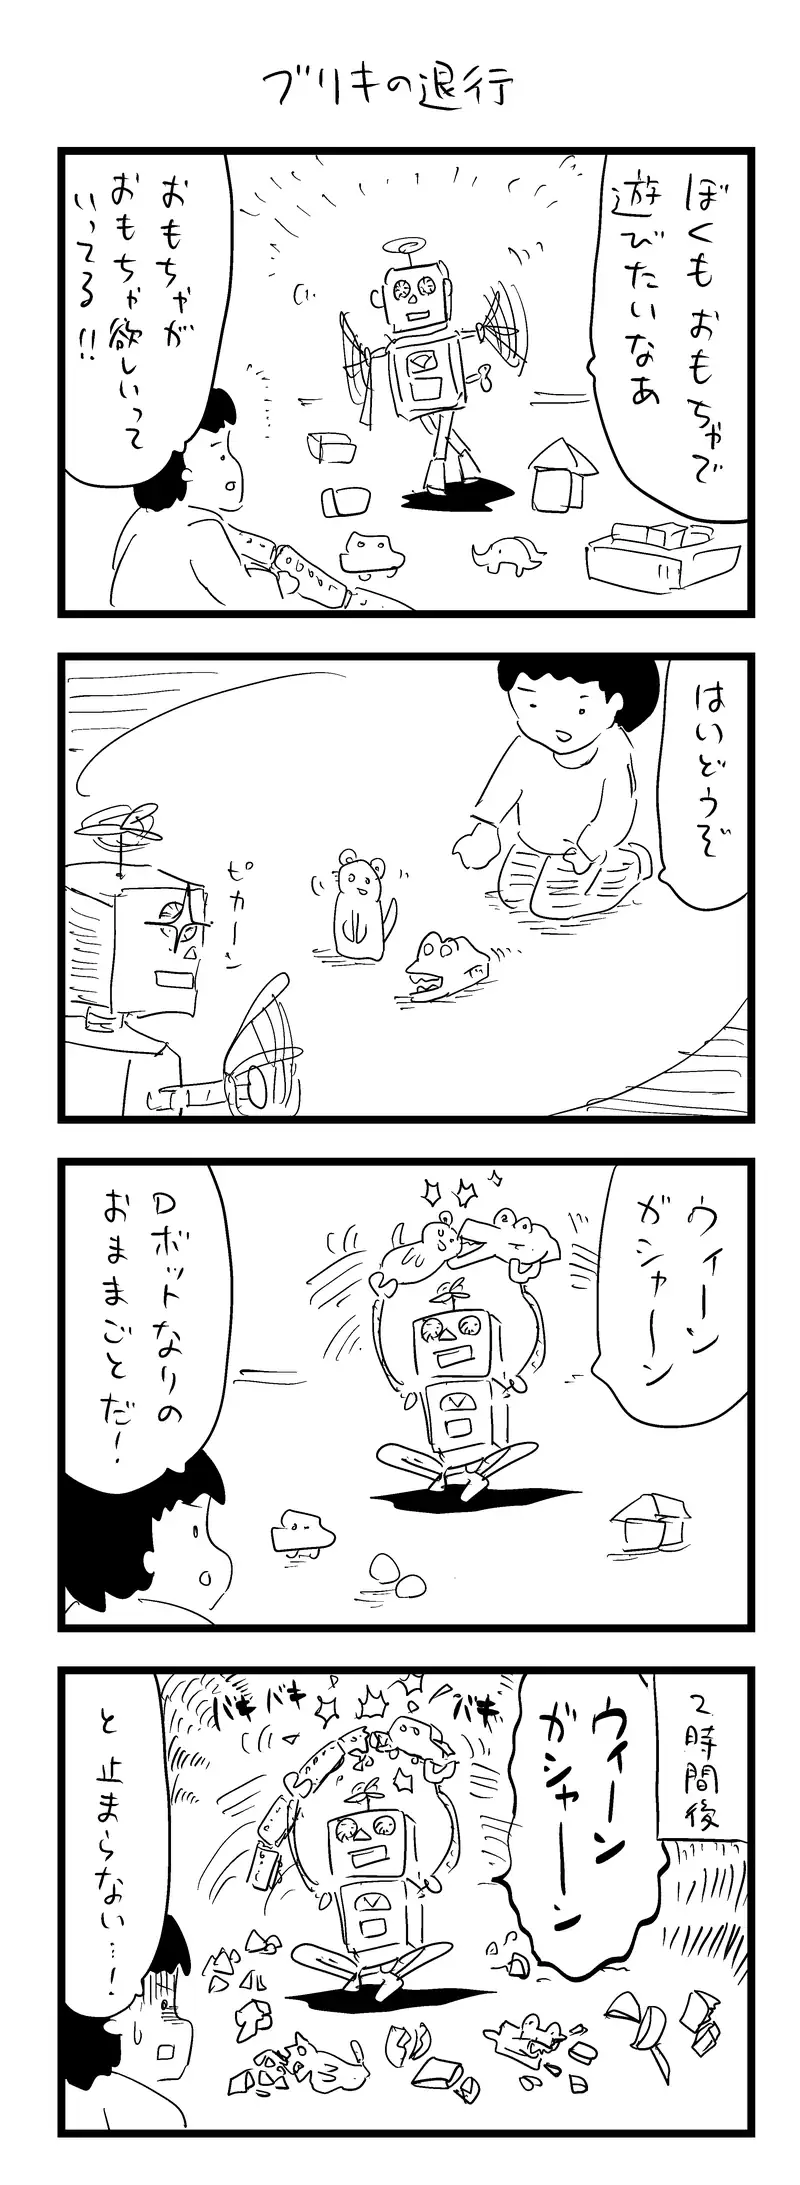 ブリキの退行
ぼくもおもちゃで
遊びたいなあ
おもちゃが
おもちゃ欲しいって
いってる!!
はいどうぞ
ピカーン
ウィーン
ガシャーン
ロボットなりの
おままごとだ!
2時間後
ウィーン
ガシャーン
バキ
バキ
バキ
と止まらない…!